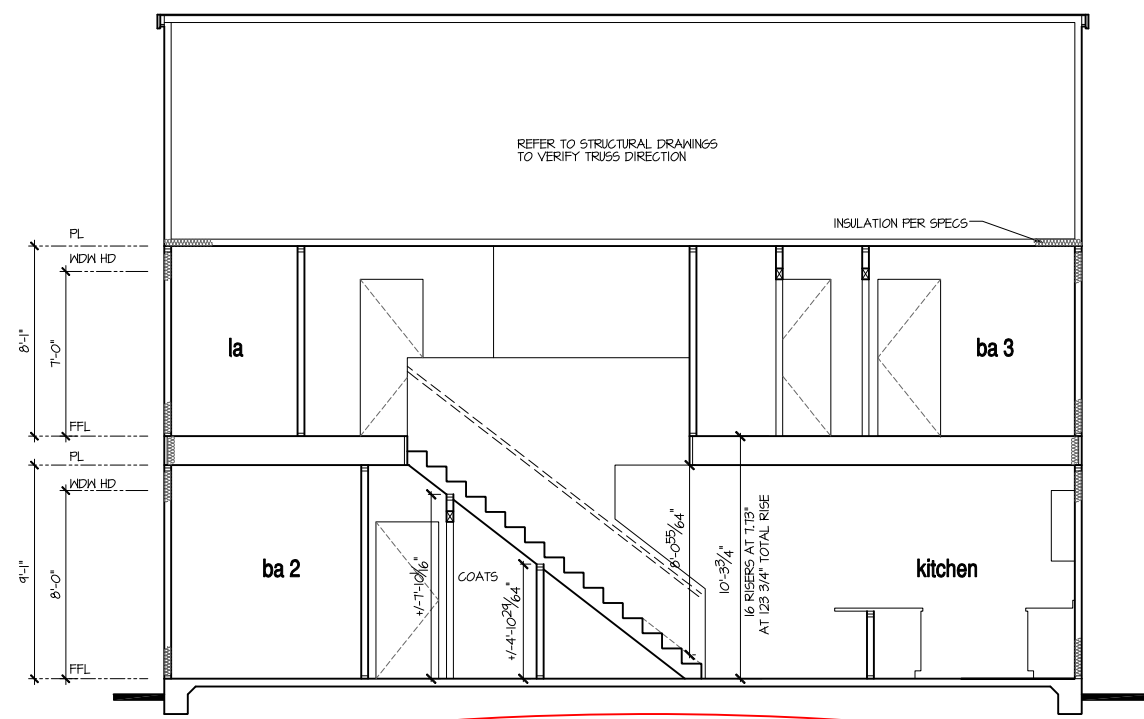 REFER TO STRUCTURAL DRAWINGS
TO VERIFY TRUSS DIRECTION
INSULATION PER SPECS
PL
WDW HD
8'-1"
7'-0"
la
ba 3
FFL
PL
WDW HD
9'-1"
8'-0"
ba 2
+/-7'-10 /16"
COATS
+/-4'-10 29/64"
-0 55/64"
10'-3 3/4"
16 RISERS AT 7.73"
AT 123 3/4" TOTAL RISE
kitchen
FFL